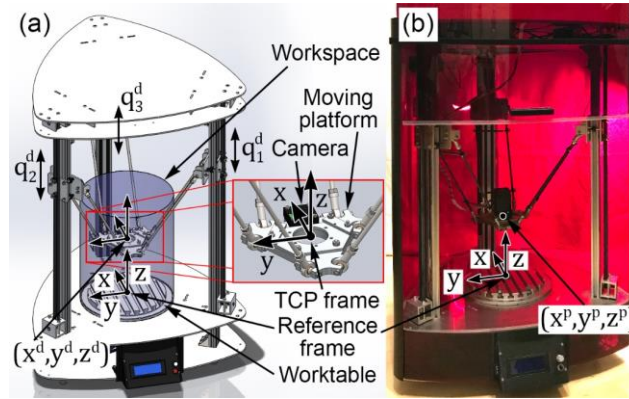 (a)
Workspace
q₃ᵈ
Moving
platform
q₂ᵈ
q₁ᵈ
Camera
x
z
y
x
z
y
TCP frame
Reference
frame
(xᵈ,yᵈ,zᵈ)
Worktable
(b)
x
z
y
(xᵖ,yᵖ,zᵖ)